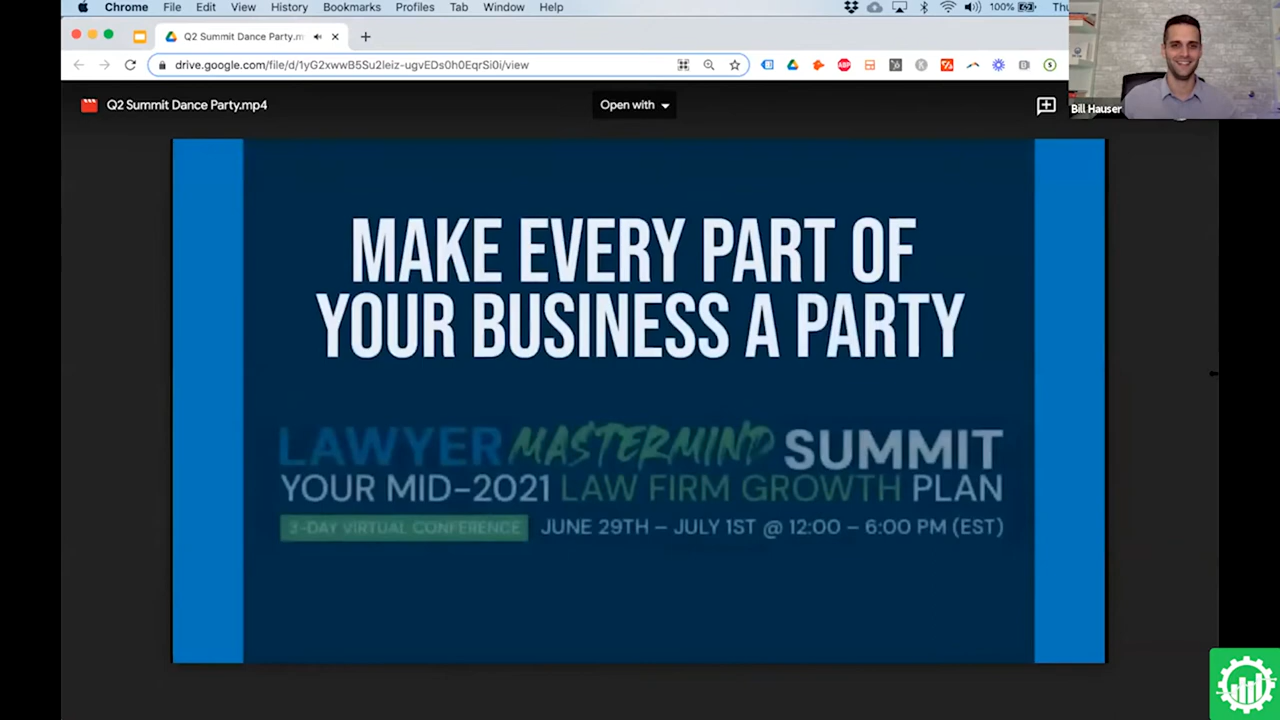 Chrome File Edit View History Bookmarks Profiles Tab Window Help 100% Thu
Q2 Summit Dance Party.m
drive.google.com/file/d/1yG2xwwB5Su2leiz-ugvEDs0h0EqrSi0i/view
Q2 Summit Dance Party.mp4
Open with
Bill Hauser
MAKE EVERY PART OF
YOUR BUSINESS A PARTY
LAWYER MASTERMIND SUMMIT
YOUR MID-2021 LAW FIRM GROWTH PLAN
3-DAY VIRTUAL CONFERENCE JUNE 29TH – JULY 1ST @ 12:00 – 6:00 PM (EST)